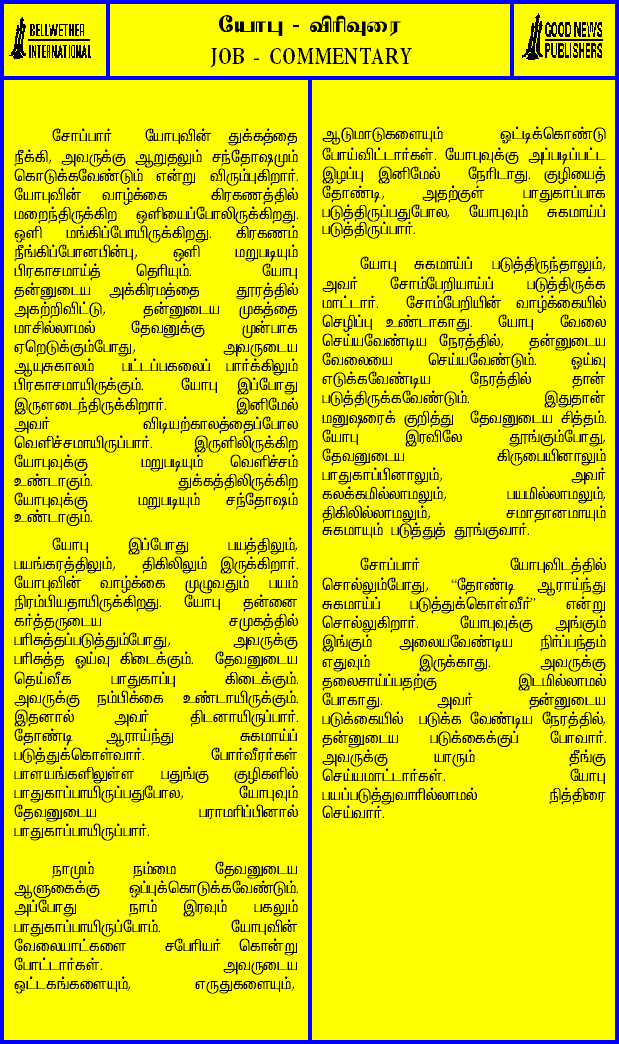 BELLWETHER
INTERNATIONAL
யோபு - விரிவுரை
JOB - COMMENTARY
GOOD NEWS
PUBLISHERS
சோப்பார் யோபுவின் துக்கத்தை
நீக்கி, அவருக்கு ஆறுதலும் சந்தோஷமும்
கொடுக்கவேண்டும் என்று விரும்புகிறார்.
யோபுவின் வாழ்க்கை கிரகணத்தில்
மறைந்திருக்கிற ஒளியைப்போலிருக்கிறது.
ஒளி மங்கிப்போயிருக்கிறது. கிரகணம்
நீங்கிப்போனபின்பு, ஒளி மறுபடியும்
பிரகாசமாய்த் தெரியும். யோபு
தன்னுடைய அக்கிரமத்தை தூரத்தில்
அகற்றிவிட்டு, தன்னுடைய முகத்தை
மாசில்லாமல் தேவனுக்கு முன்பாக
ஏறெடுக்கும்போது, அவருடைய
ஆயுசுகாலம் பட்டப்பகலைப் பார்க்கிலும்
பிரகாசமாயிருக்கும். யோபு இப்போது
இருளடைந்திருக்கிறார். இனிமேல்
அவர் விடியற்காலத்தைப்போல
வெளிச்சமாயிருப்பார். இருளிலிருக்கிற
யோபுவுக்கு மறுபடியும் வெளிச்சம்
உண்டாகும். துக்கத்திலிருக்கிற
யோபுவுக்கு மறுபடியும் சந்தோஷம்
உண்டாகும்.
யோபு இப்போது பயத்திலும்,
பயங்கரத்திலும், திகிலிலும் இருக்கிறார்.
யோபுவின் வாழ்க்கை முழுவதும் பயம்
நிரம்பியதாயிருக்கிறது. யோபு தன்னை
கர்த்தருடைய சமுகத்தில்
பரிசுத்தப்படுத்தும்போது, அவருக்கு
பரிசுத்த ஓய்வு கிடைக்கும். தேவனுடைய
தெய்வீக பாதுகாப்பு கிடைக்கும்.
அவருக்கு நம்பிக்கை உண்டாயிருக்கும்.
இதனால் அவர் திடனாயிருப்பார்.
தோண்டி ஆராய்ந்து சுகமாய்ப்
படுத்துக்கொள்வார். போர்வீரர்கள்
பாளயங்களிலுள்ள பதுங்கு குழிகளில்
பாதுகாப்பாயிருப்பதுபோல, யோபுவும்
தேவனுடைய பராமரிப்பினால்
பாதுகாப்பாயிருப்பார்.
நாமும் நம்மை தேவனுடைய
ஆளுகைக்கு ஒப்புக்கொடுக்கவேண்டும்.
அப்போது நாம் இரவும் பகலும்
பாதுகாப்பாயிருப்போம். யோபுவின்
வேலையாட்களை சபேரியர் கொன்று
போட்டார்கள். அவருடைய
ஒட்டகங்களையும், எருதுகளையும்,
ஆடுமாடுகளையும் ஓட்டிக்கொண்டு
போய்விட்டார்கள். யோபுவுக்கு அப்படிப்பட்ட
இழப்பு இனிமேல் நேரிடாது. குழியைத்
தோண்டி, அதற்குள் பாதுகாப்பாக
படுத்திருப்பதுபோல, யோபுவும் சுகமாய்ப்
படுத்திருப்பார்.
யோபு சுகமாய்ப் படுத்திருந்தாலும்,
அவர் சோம்பேறியாய்ப் படுத்திருக்க
மாட்டார். சோம்பேறியின் வாழ்க்கையில்
செழிப்பு உண்டாகாது. யோபு வேலை
செய்யவேண்டிய நேரத்தில், தன்னுடைய
வேலையை செய்யவேண்டும். ஓய்வு
எடுக்கவேண்டிய நேரத்தில் தான்
படுத்திருக்கவேண்டும். இதுதான்
மனுஷரைக் குறித்து தேவனுடைய சித்தம்.
யோபு இரவிலே தூங்கும்போது,
தேவனுடைய கிருபையினாலும்
பாதுகாப்பினாலும், அவர்
கலக்கமில்லாமலும், பயமில்லாமலும்,
திகிலில்லாமலும், சமாதானமாயும்
சுகமாயும் படுத்துத் தூங்குவார்.
சோப்பார் யோபுவிடத்தில்
சொல்லும்போது, “தோண்டி ஆராய்ந்து
சுகமாய்ப் படுத்துக்கொள்வீர்” என்று
சொல்லுகிறார். யோபுவுக்கு அங்கும்
இங்கும் அலையவேண்டிய நிர்ப்பந்தம்
எதுவும் இருக்காது. அவருக்கு
தலைசாய்ப்பதற்கு இடமில்லாமல்
போகாது. அவர் தன்னுடைய
படுக்கையில் படுக்க வேண்டிய நேரத்தில்,
தன்னுடைய படுக்கைக்குப் போவார்.
அவருக்கு யாரும் தீங்கு
செய்யமாட்டார்கள். யோபு
பயப்படுத்துவாரில்லாமல் நித்திரை
செய்வார்.